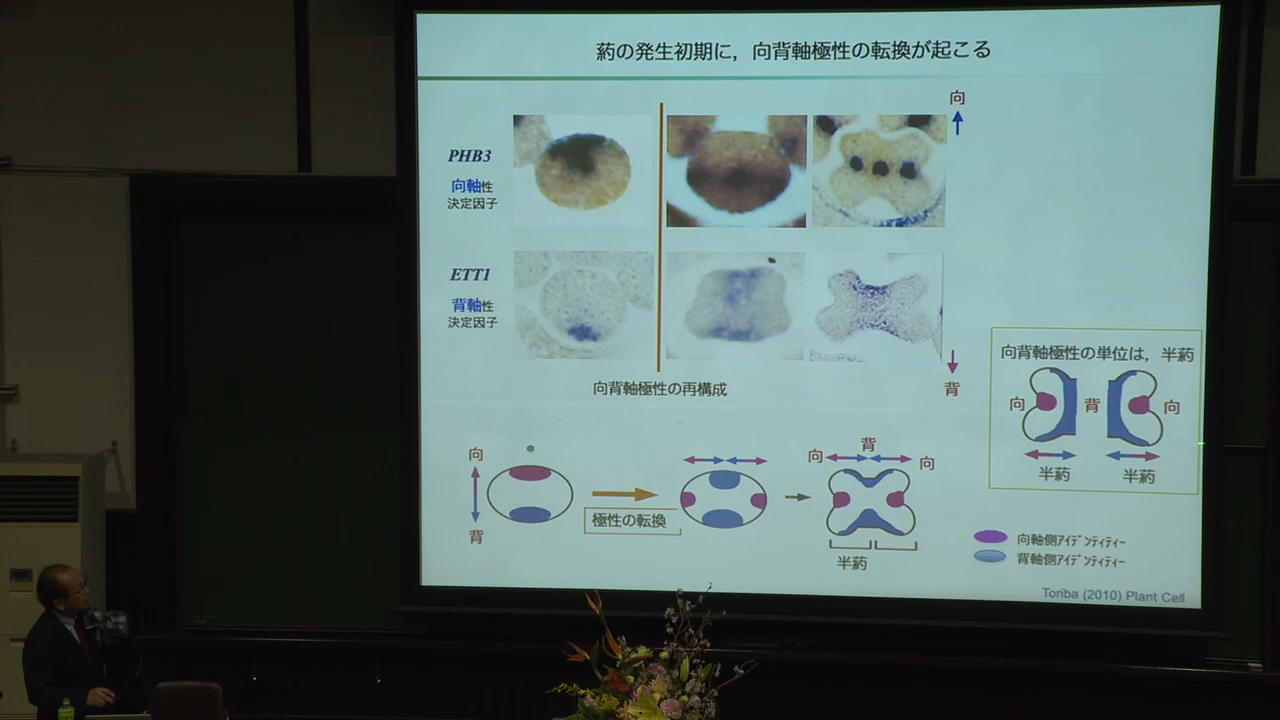 葯の発生初期に，向背軸極性の転換が起こる
向
PHB3
向軸性
決定因子
ETT1
背軸性
決定因子
背
向背軸極性の再構成
向背軸極性の単位は，半葯
向
背
向
半葯
半葯
向
背
極性の転換
向
背
向
半葯
向軸側ｱｲﾃﾞﾝﾃｨﾃｨｰ
背軸側ｱｲﾃﾞﾝﾃｨﾃｨｰ
Toriba (2010) Plant Cell